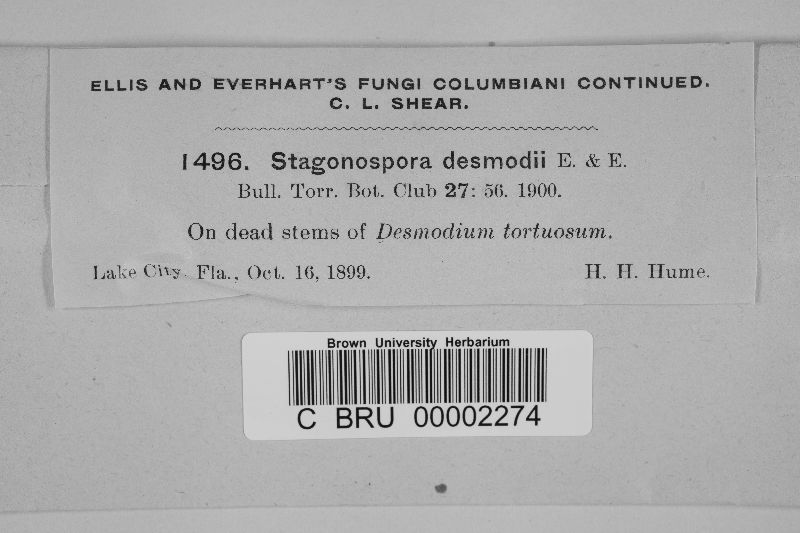 ELLIS AND EVERHART'S FUNGI COLUMBIANI CONTINUED.
C. L. SHEAR.
1496. Stagonospora desmodii E. & E.
Bull. Torr. Bot. Club 27: 56. 1900.
On dead stems of Desmodium tortuosum.
Lake City, Fla., Oct. 16, 1899. H. H. Hume.
Brown University Herbarium
C BRU 00002274